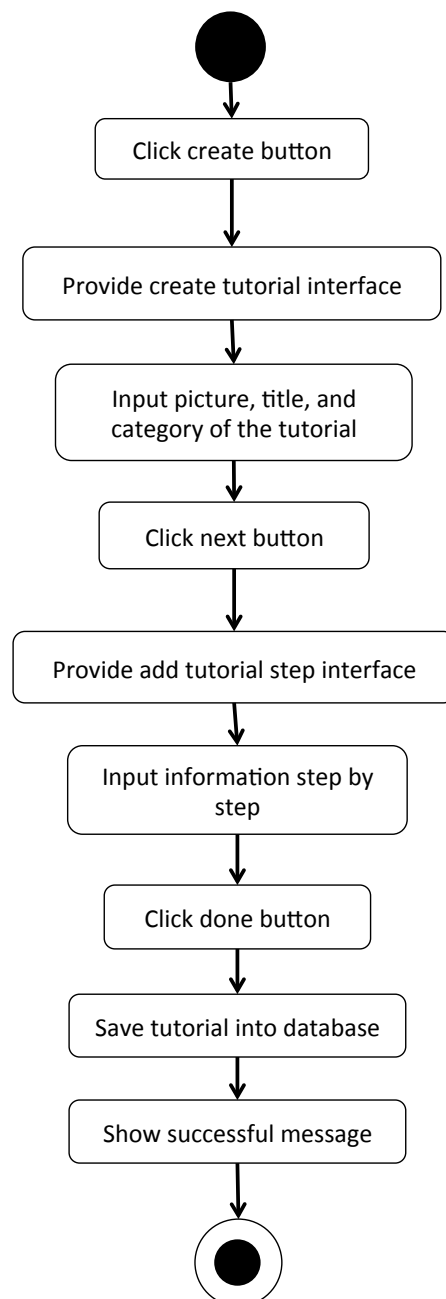 Click create button
Provide create tutorial interface
Input picture, title, and
category of the tutorial
Click next button
Provide add tutorial step interface
Input information step by
step
Click done button
Save tutorial into database
Show successful message